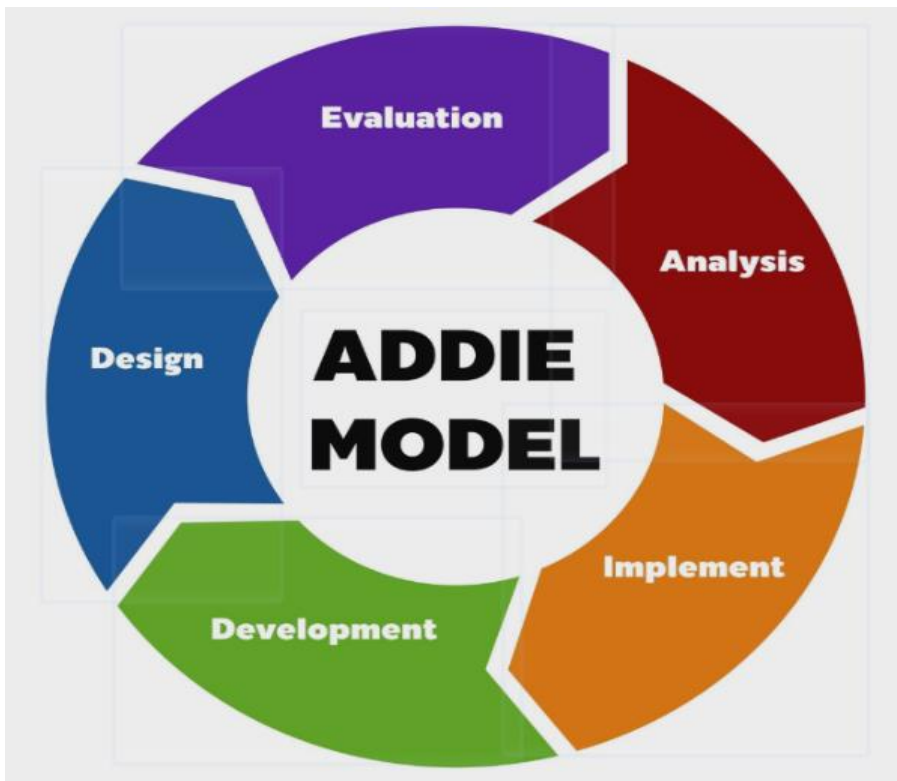 Evaluation
Analysis
Design
ADDIE
MODEL
Implement
Development